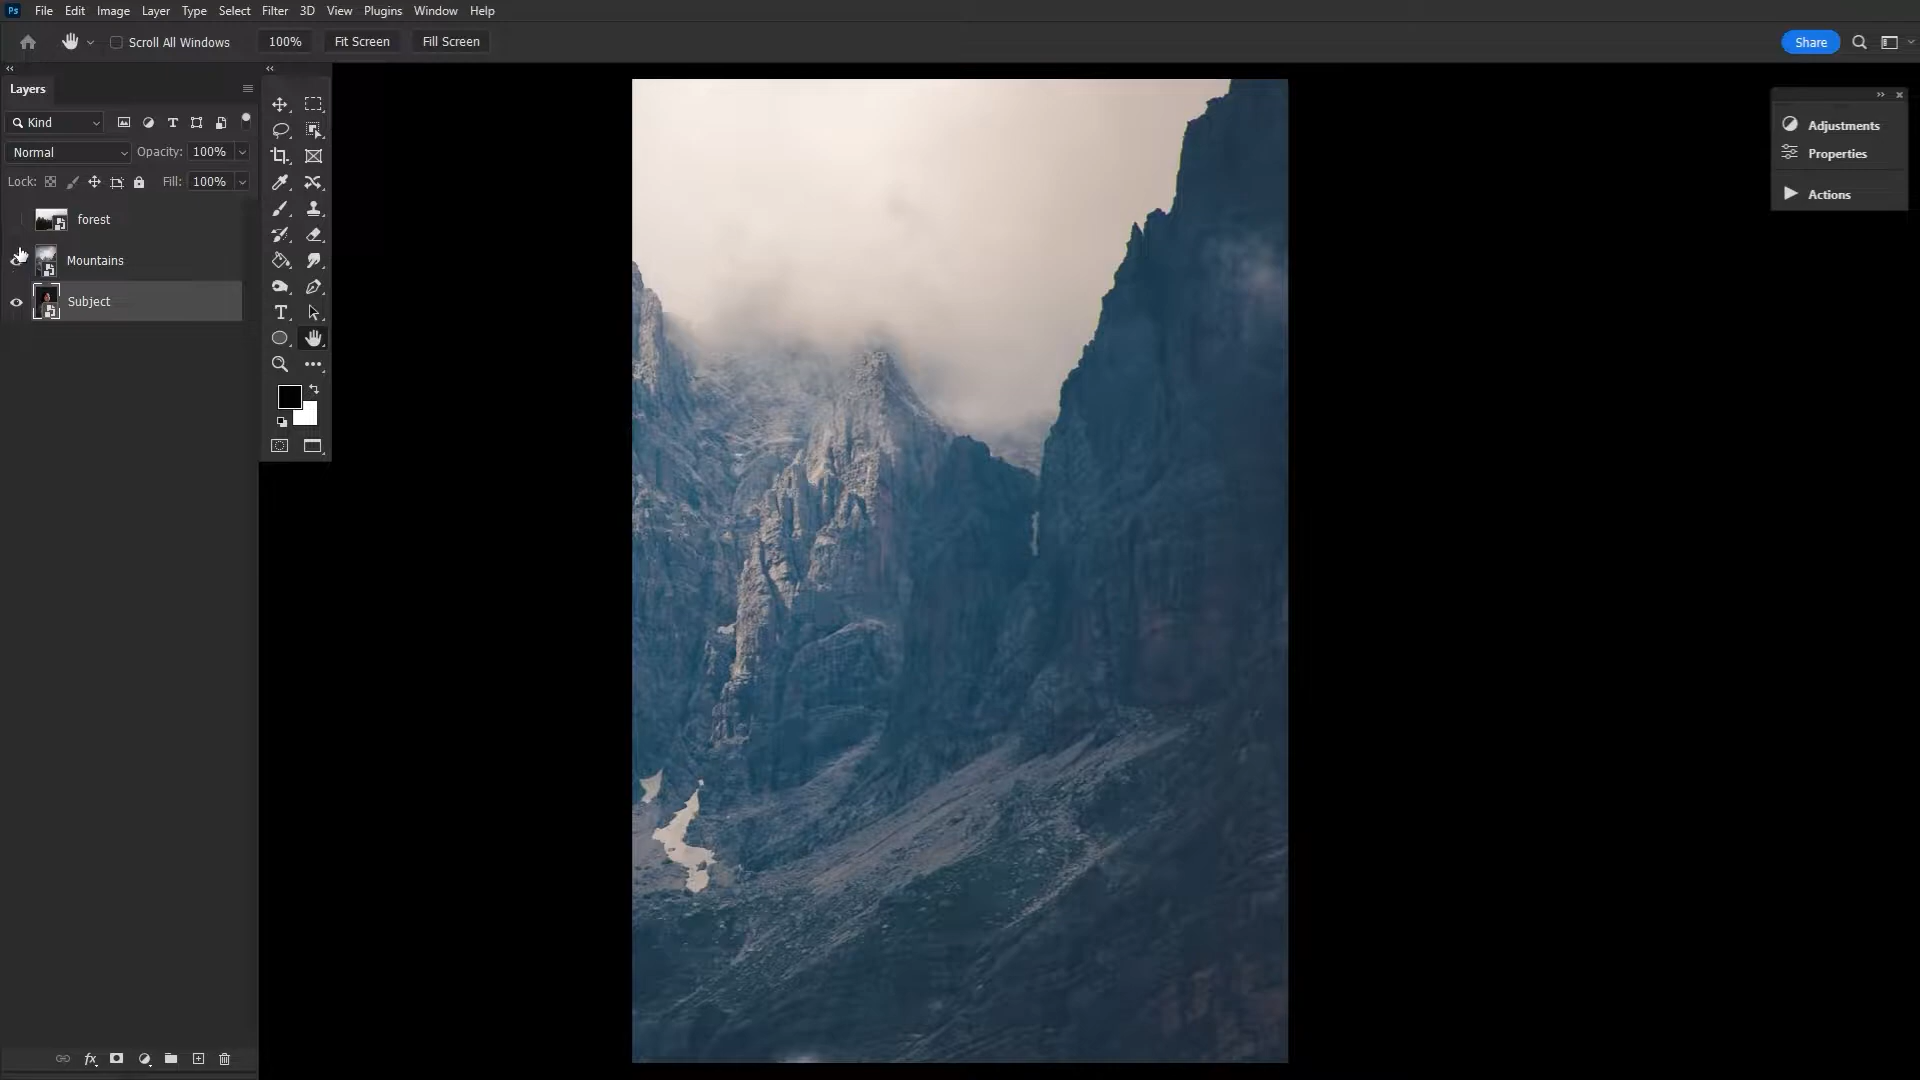 Ps File Edit Image Layer Type Select Filter 3D View Plugins Window Help
Scroll All Windows 100% Fit Screen Fill Screen Share
Layers
Kind
Normal Opacity: 100%
Lock: Fill: 100%
forest
Mountains
Subject
Adjustments
Properties
Actions